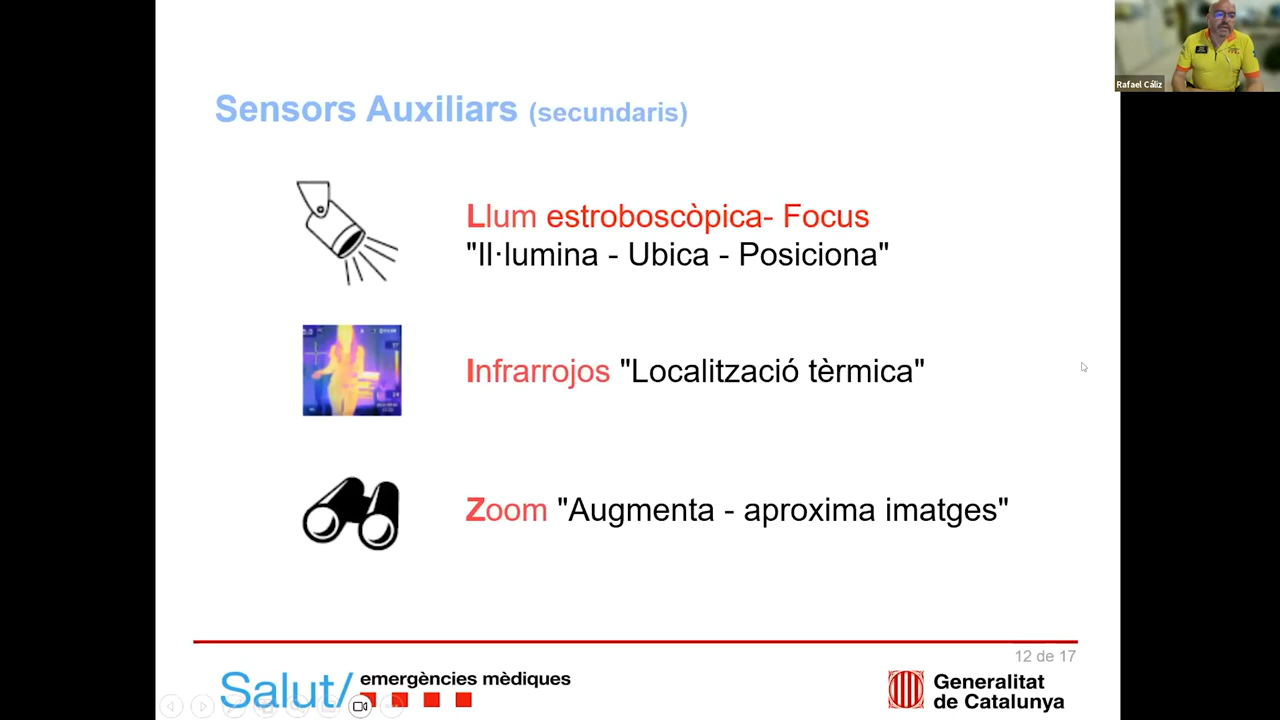 Rafael Cáliz
Sensors Auxiliars (secundaris)
Llum estroboscòpica- Focus
"Il·lumina - Ubica - Posiciona"
Infrarrojos "Localització tèrmica"
Zoom "Augmenta - aproxima imatges"
12 de 17
Salut/ emergències mèdiques
Generalitat
de Catalunya